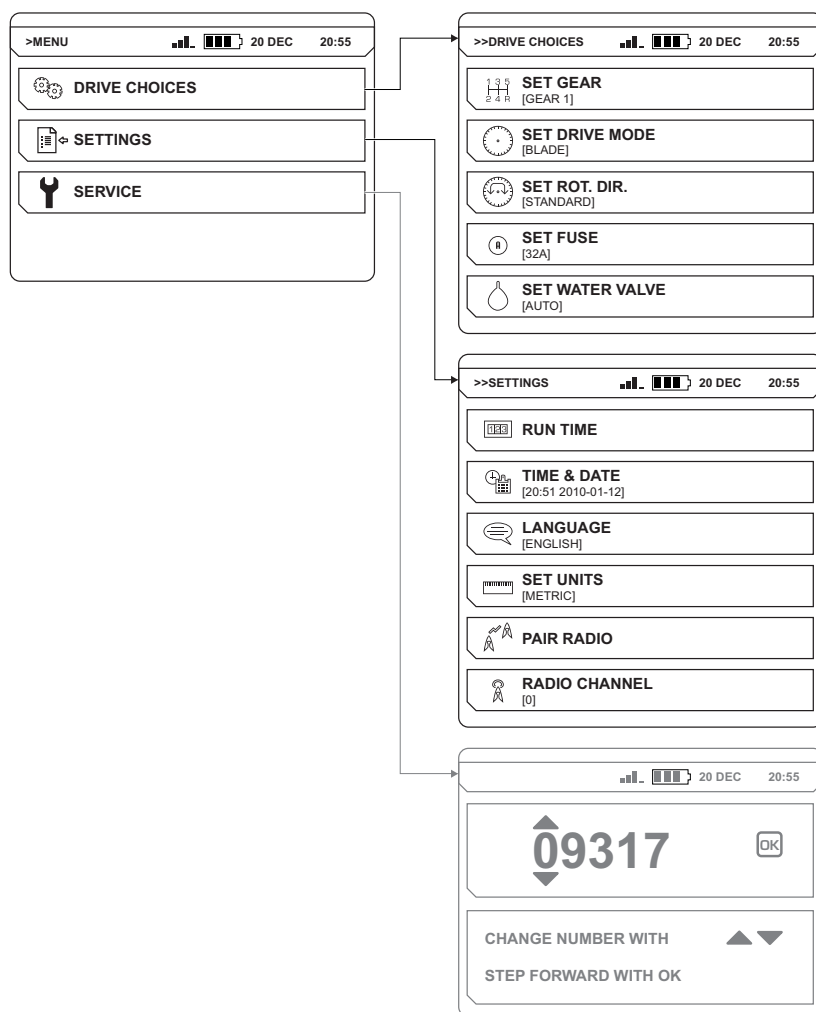 >MENU 20 DEC 20:55
DRIVE CHOICES
SETTINGS
SERVICE
>>DRIVE CHOICES 20 DEC 20:55
1 3 5
2 4 R
SET GEAR
[GEAR 1]
SET DRIVE MODE
[BLADE]
SET ROT. DIR.
[STANDARD]
A
SET FUSE
[32A]
SET WATER VALVE
[AUTO]
>>SETTINGS 20 DEC 20:55
123
RUN TIME
TIME & DATE
[20:51 2010-01-12]
LANGUAGE
[ENGLISH]
SET UNITS
[METRIC]
PAIR RADIO
RADIO CHANNEL
[0]
20 DEC 20:55
09317 OK
CHANGE NUMBER WITH
STEP FORWARD WITH OK